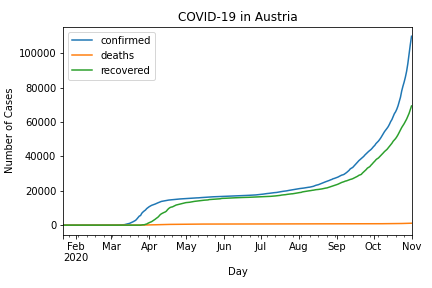 COVID-19 in Austria
confirmed
deaths
recovered
Number of Cases
100000
80000
60000
40000
20000
0
Feb Mar Apr May Jun Jul Aug Sep Oct Nov
2020
Day